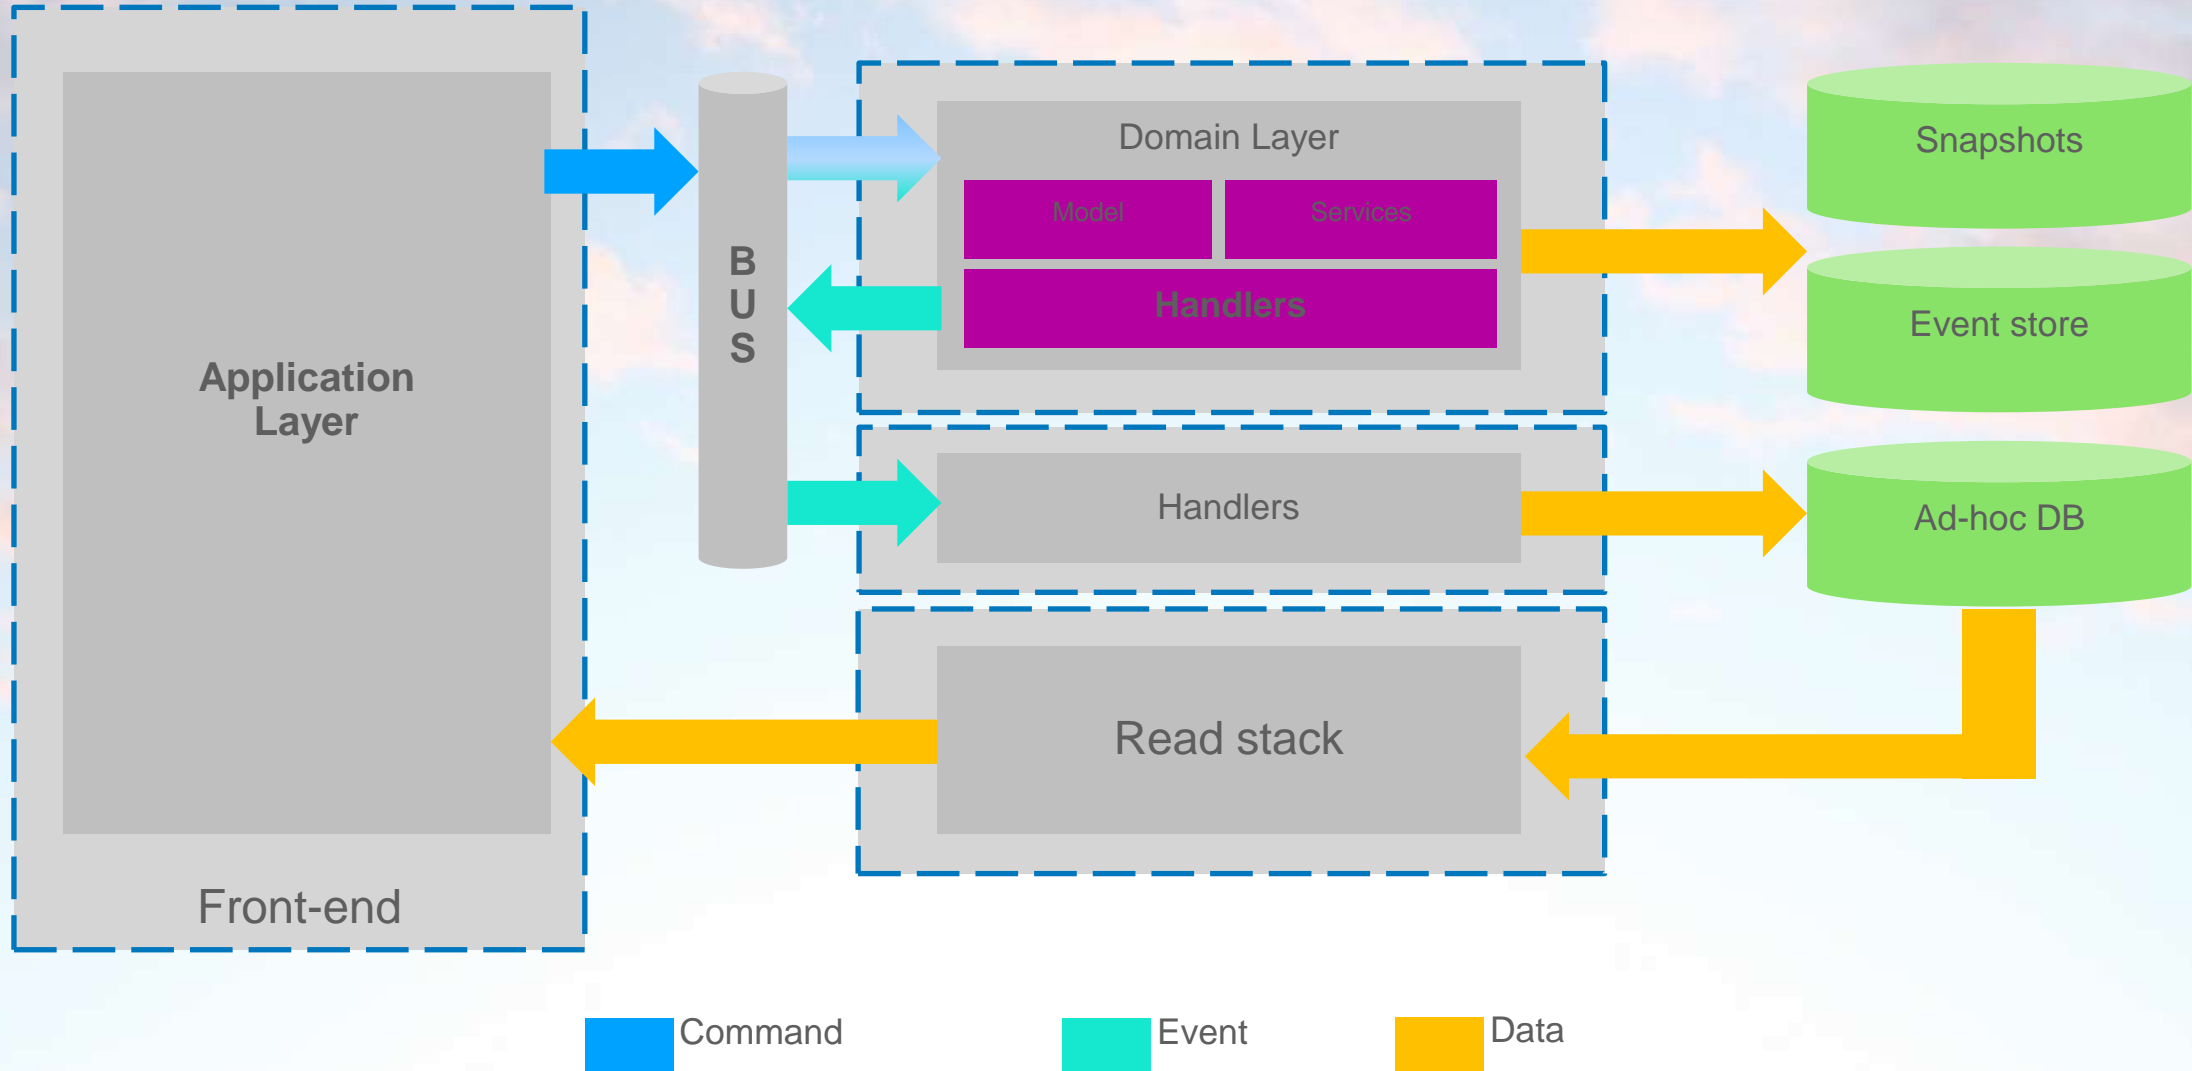 Application
Layer
Front-end
B
U
S
Domain Layer
Model
Services
Handlers
Handlers
Read stack
Snapshots
Event store
Ad-hoc DB
Command
Event
Data